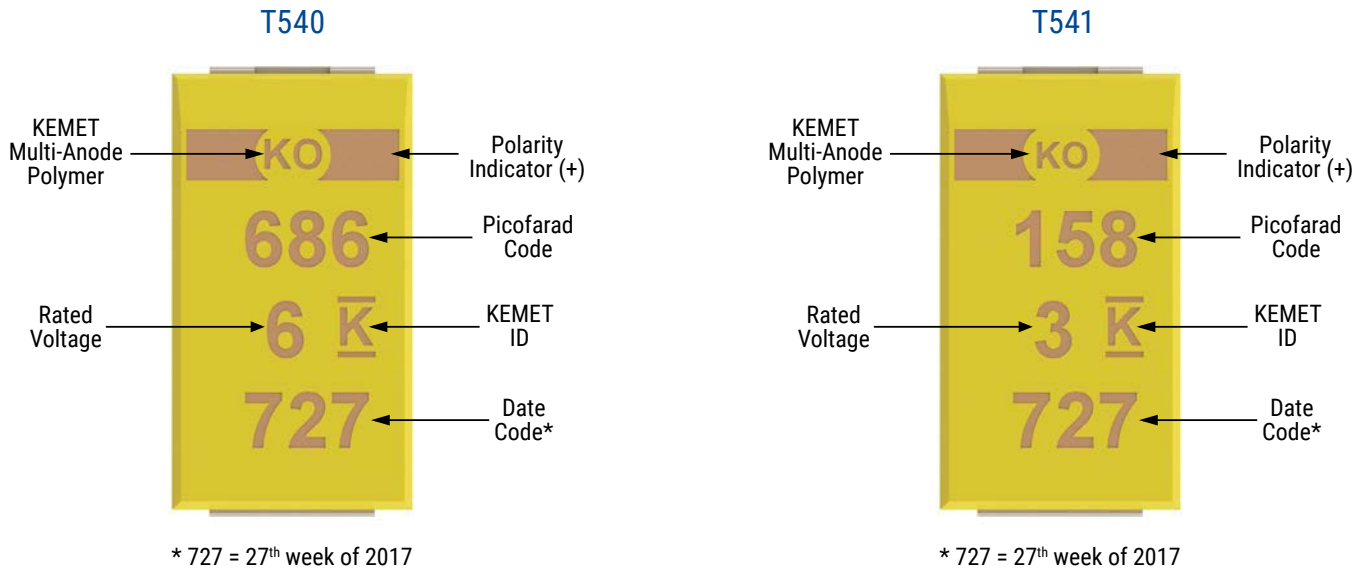 T540
KEMET
Multi-Anode
Polymer
KO
Polarity
Indicator (+)
686
Picofarad
Code
Rated
Voltage
6 K
KEMET
ID
727
Date
Code*
* 727 = 27th week of 2017
T541
KEMET
Multi-Anode
Polymer
KO
Polarity
Indicator (+)
158
Picofarad
Code
Rated
Voltage
3 K
KEMET
ID
727
Date
Code*
* 727 = 27th week of 2017